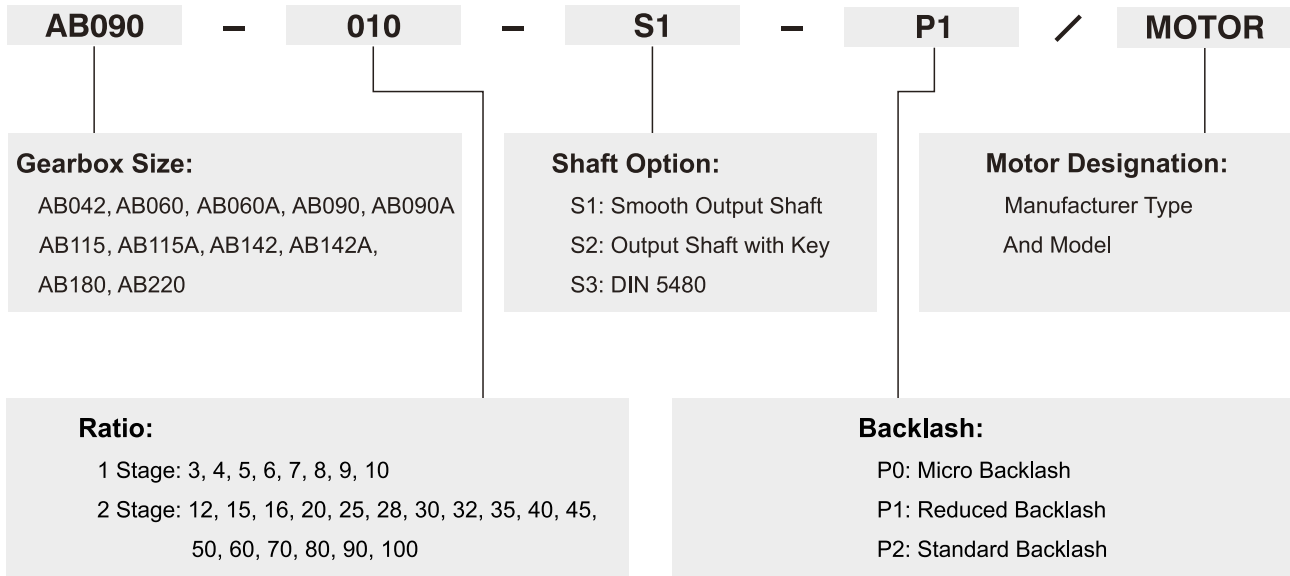 AB090 – 010 – S1 – P1 / MOTOR
Gearbox Size:
AB042, AB060, AB060A, AB090, AB090A
AB115, AB115A, AB142, AB142A,
AB180, AB220
Shaft Option:
S1: Smooth Output Shaft
S2: Output Shaft with Key
S3: DIN 5480
Motor Designation:
Manufacturer Type
And Model
Ratio:
1 Stage: 3, 4, 5, 6, 7, 8, 9, 10
2 Stage: 12, 15, 16, 20, 25, 28, 30, 32, 35, 40, 45,
50, 60, 70, 80, 90, 100
Backlash:
P0: Micro Backlash
P1: Reduced Backlash
P2: Standard Backlash